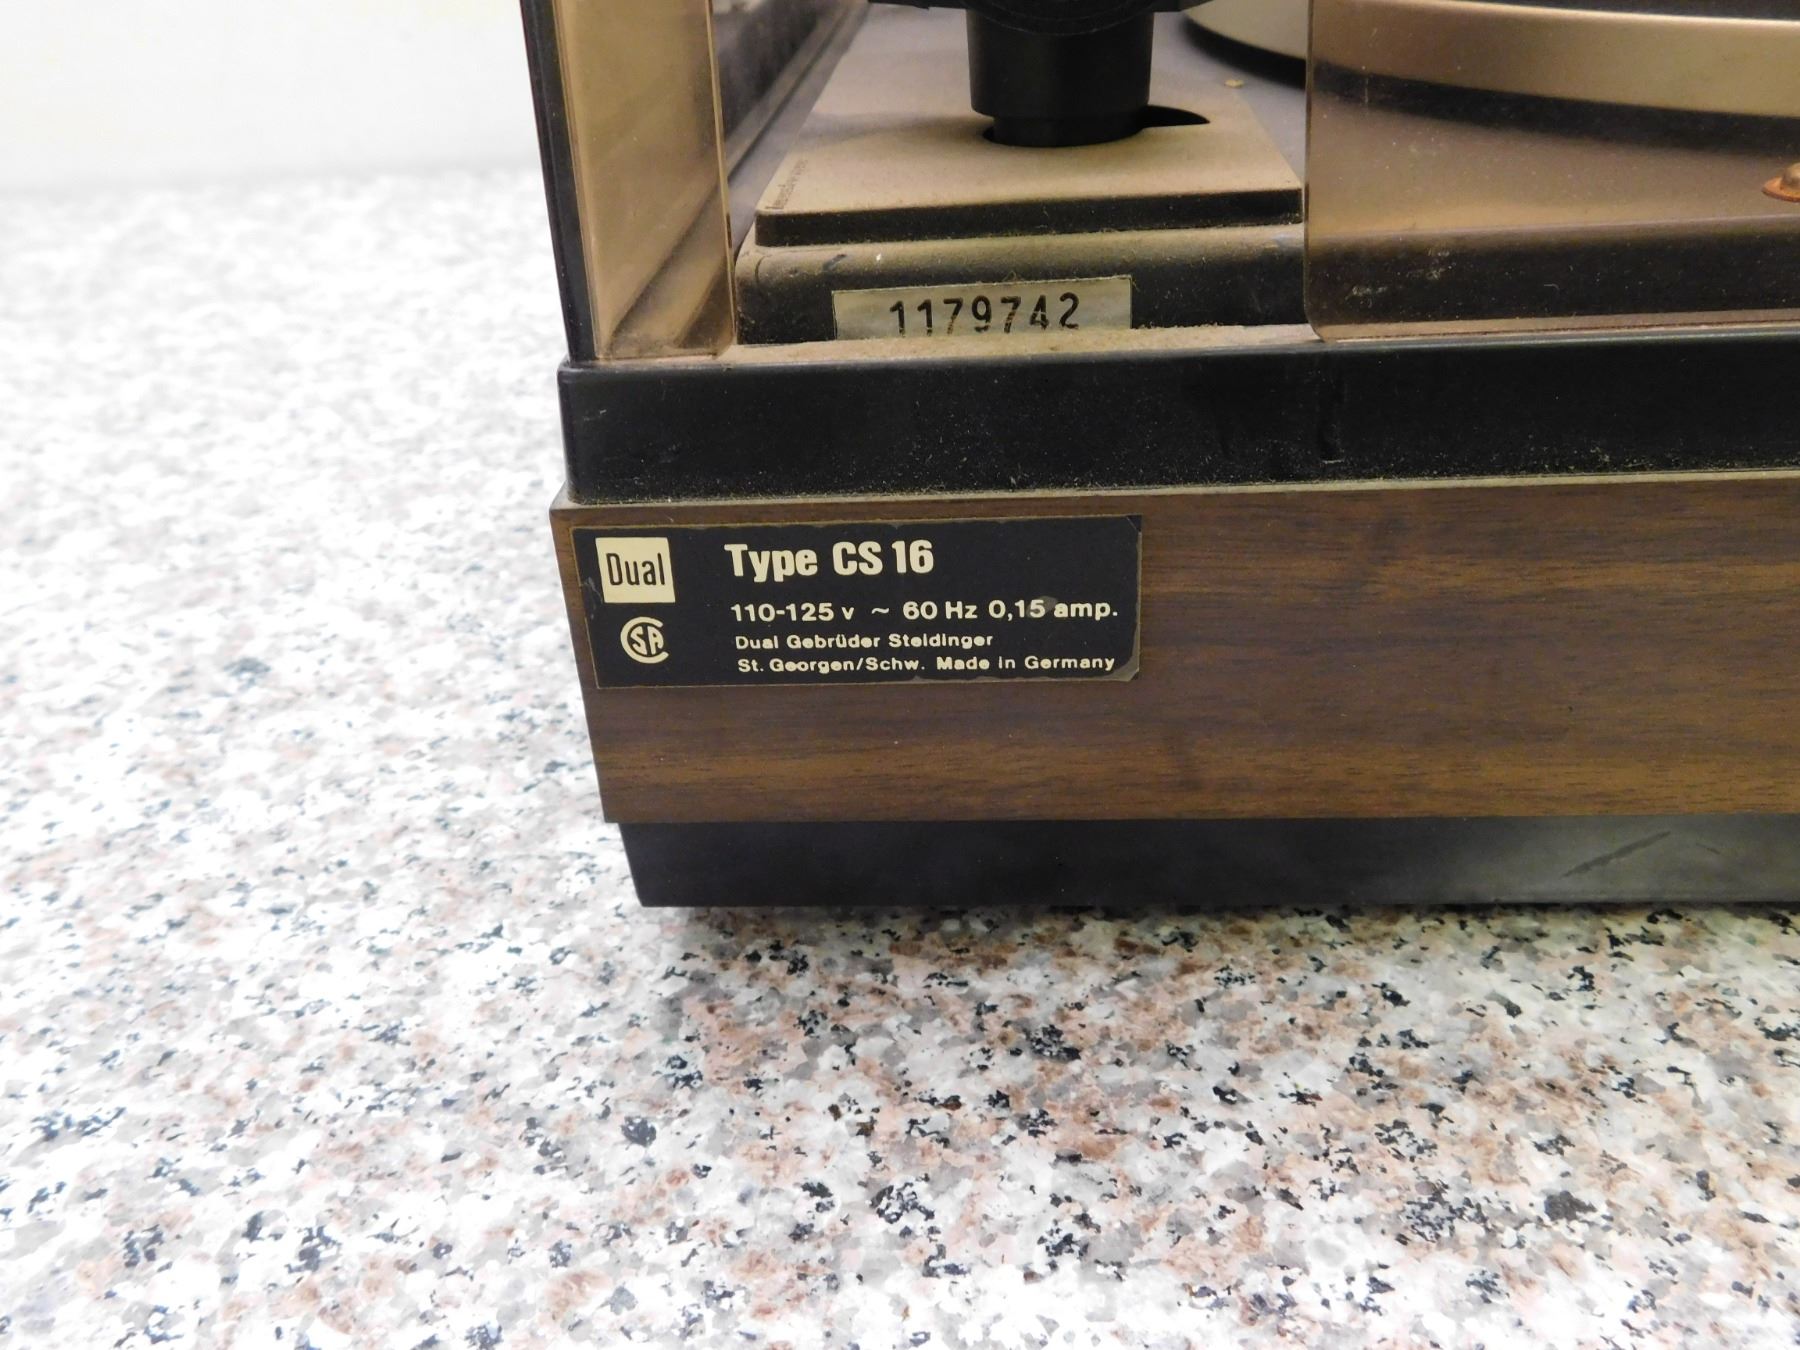 1179742
Dual
Type CS 16
110-125 v ~ 60 Hz 0,15 amp.
CSA
Dual Gebrüder Steidinger
St. Georgen/Schw. Made in Germany